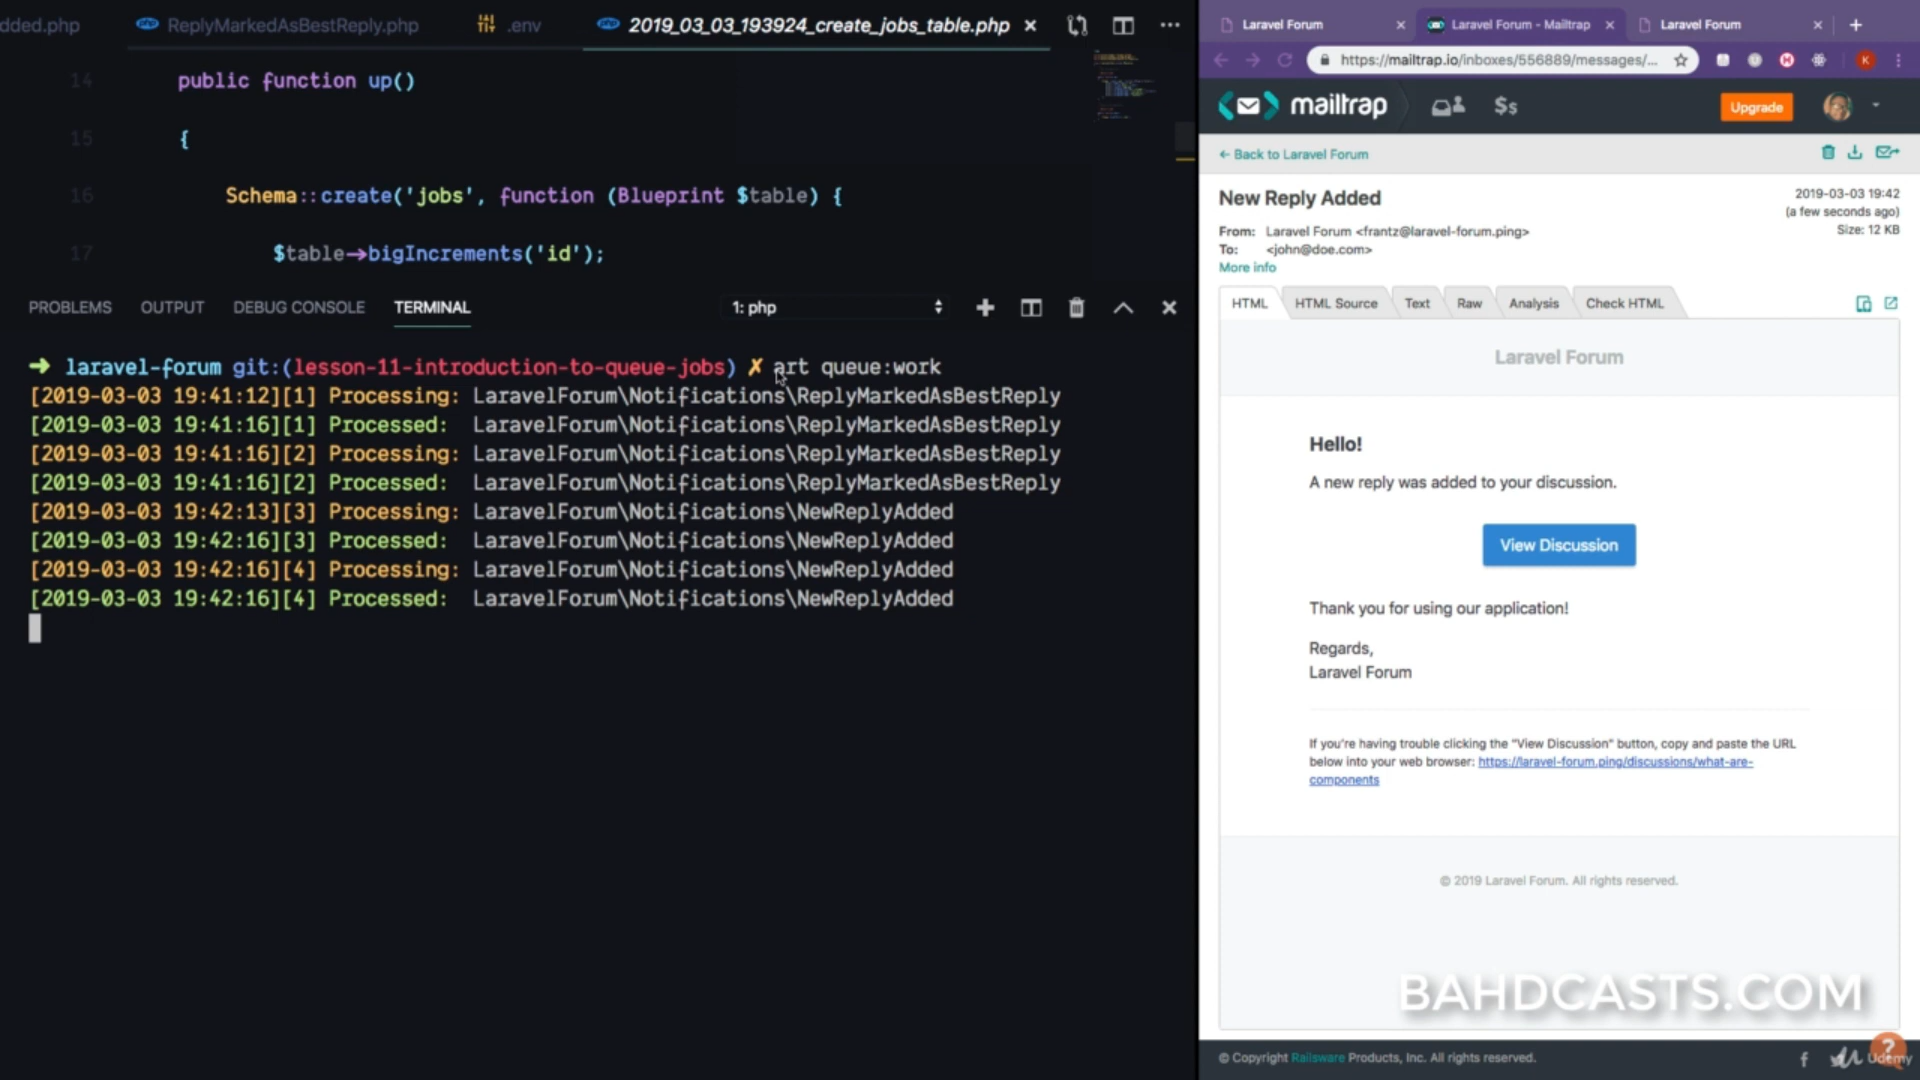 dded.php
ReplyMarkedAsBestReply.php
.env
2019_03_03_193924_create_jobs_table.php
14 public function up()
15 {
16 Schema::create('jobs', function (Blueprint $table) {
17 $table->bigIncrements('id');
PROBLEMS OUTPUT DEBUG CONSOLE TERMINAL 1: php
→ laravel-forum git:(lesson-11-introduction-to-queue-jobs) ✗ art queue:work
[2019-03-03 19:41:12][1] Processing: LaravelForum\Notifications\ReplyMarkedAsBestReply
[2019-03-03 19:41:16][1] Processed: LaravelForum\Notifications\ReplyMarkedAsBestReply
[2019-03-03 19:41:16][2] Processing: LaravelForum\Notifications\ReplyMarkedAsBestReply
[2019-03-03 19:41:16][2] Processed: LaravelForum\Notifications\ReplyMarkedAsBestReply
[2019-03-03 19:42:13][3] Processing: LaravelForum\Notifications\NewReplyAdded
[2019-03-03 19:42:16][3] Processed: LaravelForum\Notifications\NewReplyAdded
[2019-03-03 19:42:16][4] Processing: LaravelForum\Notifications\NewReplyAdded
[2019-03-03 19:42:16][4] Processed: LaravelForum\Notifications\NewReplyAdded
Laravel Forum
Laravel Forum - Mailtrap
Laravel Forum
https://mailtrap.io/inboxes/556889/messages/...
K
mailtrap
$s
Upgrade
← Back to Laravel Forum
New Reply Added
2019-03-03 19:42
(a few seconds ago)
Size: 12 KB
From: Laravel Forum <frantz@laravel-forum.ping>
To: <john@doe.com>
More info
HTML HTML Source Text Raw Analysis Check HTML
Laravel Forum
Hello!
A new reply was added to your discussion.
View Discussion
Thank you for using our application!
Regards,
Laravel Forum
If you're having trouble clicking the "View Discussion" button, copy and paste the URL
below into your web browser: https://laravel-forum.ping/discussions/what-are-
components
© 2019 Laravel Forum. All rights reserved.
BAHDCASTS.COM
© Copyright Railsware Products, Inc. All rights reserved.
f
?
Udemy